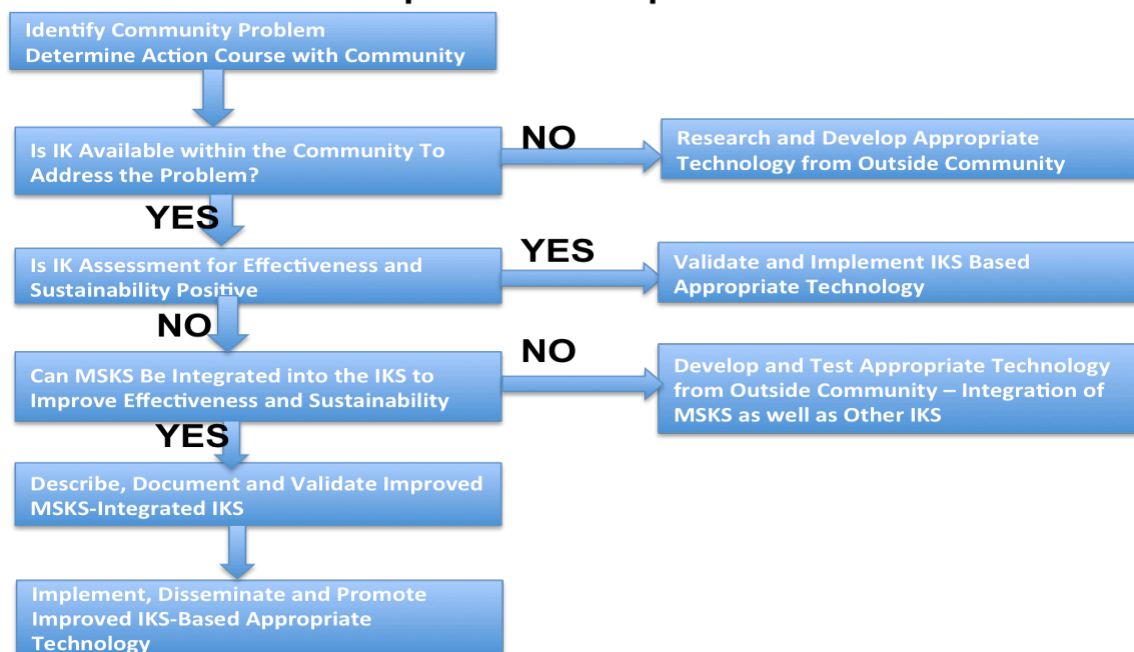 Identify Community Problem
Determine Action Course with Community
Is IK Available within the Community To
Address the Problem?
NO
Research and Develop Appropriate
Technology from Outside Community
YES
Is IK Assessment for Effectiveness and
Sustainability Positive
YES
Validate and Implement IKS Based
Appropriate Technology
NO
Can MSKS Be Integrated into the IKS to
Improve Effectiveness and Sustainability
NO
Develop and Test Appropriate Technology
from Outside Community – Integration of
MSKS as well as Other IKS
YES
Describe, Document and Validate Improved
MSKS-Integrated IKS
Implement, Disseminate and Promote
Improved IKS-Based Appropriate
Technology